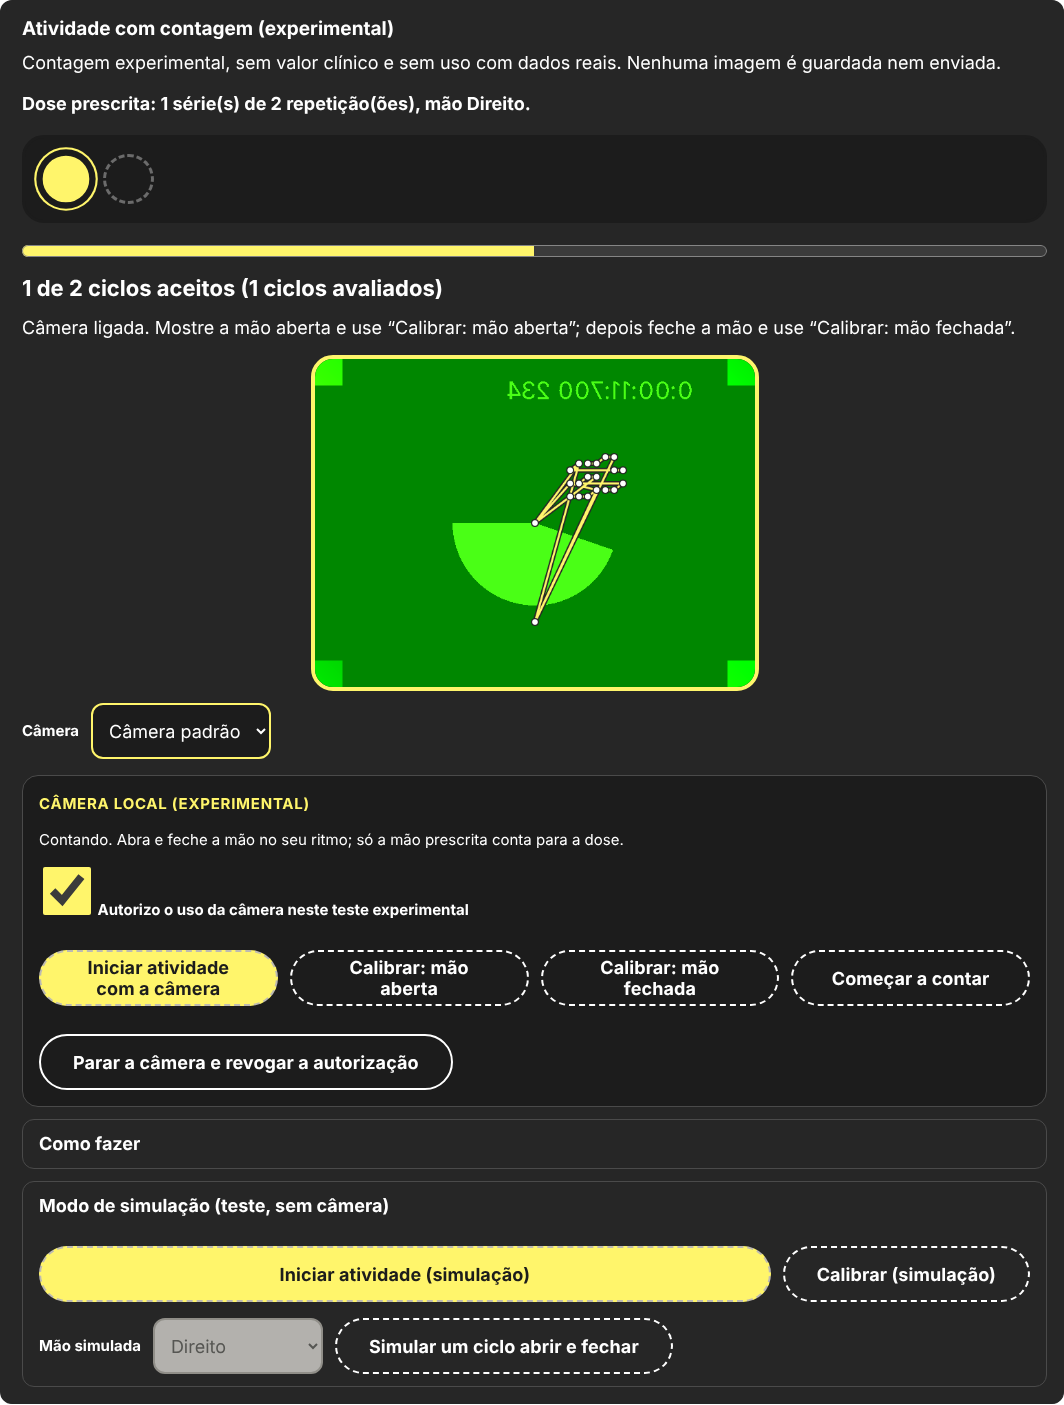 Atividade com contagem (experimental)
Contagem experimental, sem valor clínico e sem uso com dados reais. Nenhuma imagem é guardada nem enviada.
Dose prescrita: 1 série(s) de 2 repetição(ões), mão Direito.
1 de 2 ciclos aceitos (1 ciclos avaliados)
Câmera ligada. Mostre a mão aberta e use “Calibrar: mão aberta”; depois feche a mão e use “Calibrar: mão fechada”.
0:00:11:700 234
Câmera
Câmera padrão
CÂMERA LOCAL (EXPERIMENTAL)
Contando. Abra e feche a mão no seu ritmo; só a mão prescrita conta para a dose.
Autorizo o uso da câmera neste teste experimental
Iniciar atividade
com a câmera
Calibrar: mão
aberta
Calibrar: mão
fechada
Começar a contar
Parar a câmera e revogar a autorização
Como fazer
Modo de simulação (teste, sem câmera)
Iniciar atividade (simulação)
Calibrar (simulação)
Mão simulada
Direito
Simular um ciclo abrir e fechar